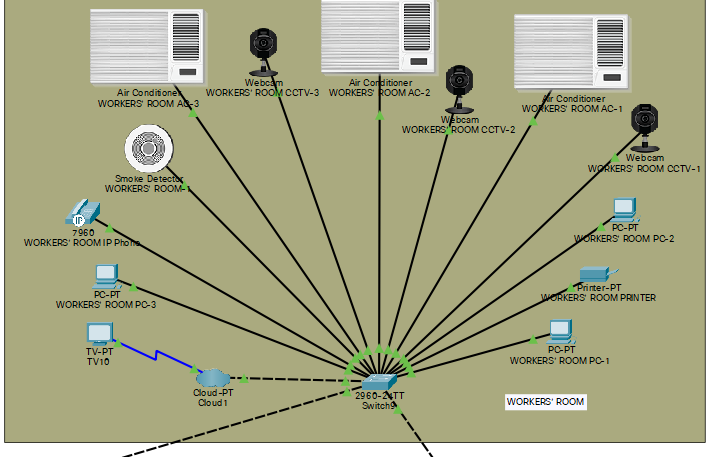 Air Conditioner
WORKERS' ROOM AC-3
Webcam
WORKERS' ROOM CCTV-3
Air Conditioner
WORKERS' ROOM AC-2
Webcam
WORKERS' ROOM CCTV-2
Air Conditioner
WORKERS' ROOM AC-1
Webcam
WORKERS' ROOM CCTV-1
Smoke Detector
WORKERS' ROOM-1
IP
7960
WORKERS' ROOM IP Phone
PC-PT
WORKERS' ROOM PC-2
PC-PT
WORKERS' ROOM PC-3
Printer-PT
WORKERS' ROOM PRINTER
TV-PT
TV10
PC-PT
WORKERS' ROOM PC-1
Cloud-PT
Cloud1
2960-24TT
Switch9
WORKERS' ROOM